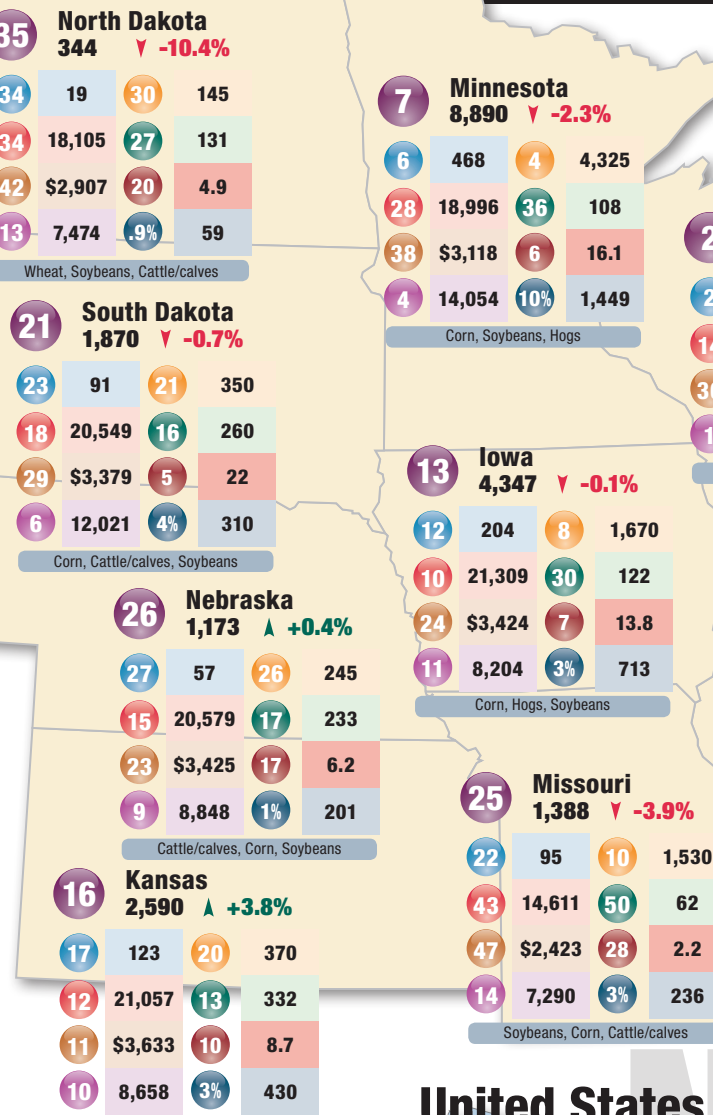 35 North Dakota
344 -10.4%
34 19 30 145
34 18,105 27 131
42 $2,907 20 4.9
13 7,474 .9% 59
Wheat, Soybeans, Cattle/calves
7 Minnesota
8,890 -2.3%
6 468 4 4,325
28 18,996 36 108
38 $3,118 6 16.1
4 14,054 10% 1,449
Corn, Soybeans, Hogs
21 South Dakota
1,870 -0.7%
23 91 21 350
18 20,549 16 260
29 $3,379 5 22
6 12,021 4% 310
Corn, Cattle/calves, Soybeans
13 Iowa
4,347 -0.1%
12 204 8 1,670
10 21,309 30 122
24 $3,424 7 13.8
11 8,204 3% 713
Corn, Hogs, Soybeans
26 Nebraska
1,173 +0.4%
27 57 26 245
15 20,579 17 233
23 $3,425 17 6.2
9 8,848 1% 201
Cattle/calves, Corn, Soybeans
25 Missouri
1,388 -3.9%
22 95 10 1,530
43 14,611 50 62
47 $2,423 28 2.2
14 7,290 3% 236
Soybeans, Corn, Cattle/calves
16 Kansas
2,590 +3.8%
17 123 20 370
12 21,057 13 332
11 $3,633 10 8.7
10 8,658 3% 430
United States